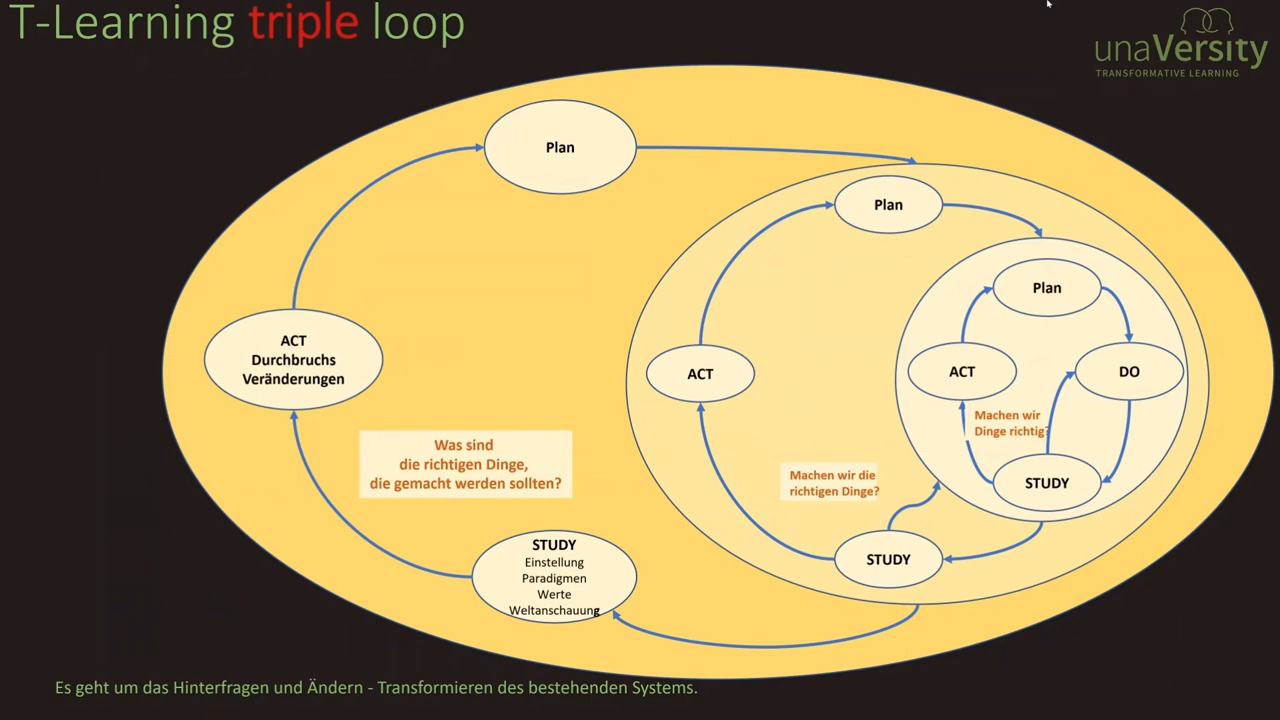 T-Learning triple loop
unaVersity
TRANSFORMATIVE LEARNING
Plan
Plan
Plan
ACT
Durchbruchs
Veränderungen
ACT
ACT
DO
Machen wir
Dinge richtig?
Was sind
die richtigen Dinge,
die gemacht werden sollten?
Machen wir die
richtigen Dinge?
STUDY
STUDY
STUDY
Einstellung
Paradigmen
Werte
Weltanschauung
Es geht um das Hinterfragen und Ändern - Transformieren des bestehenden Systems.